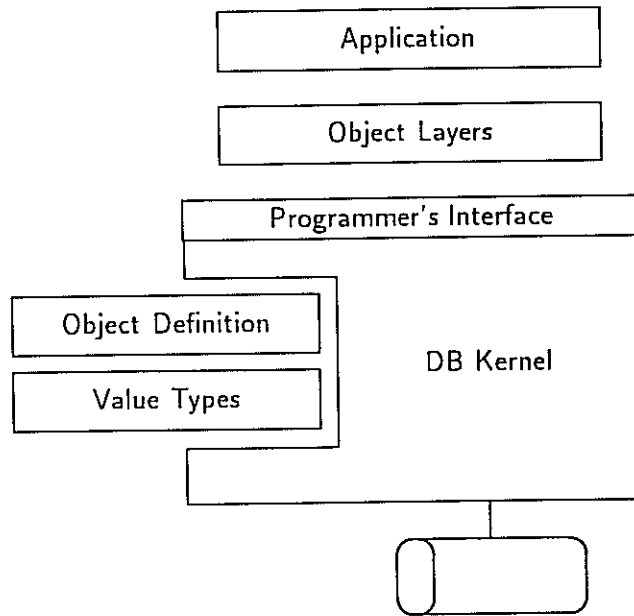 Application
Object Layers
Programmer's Interface
Object Definition
DB Kernel
Value Types